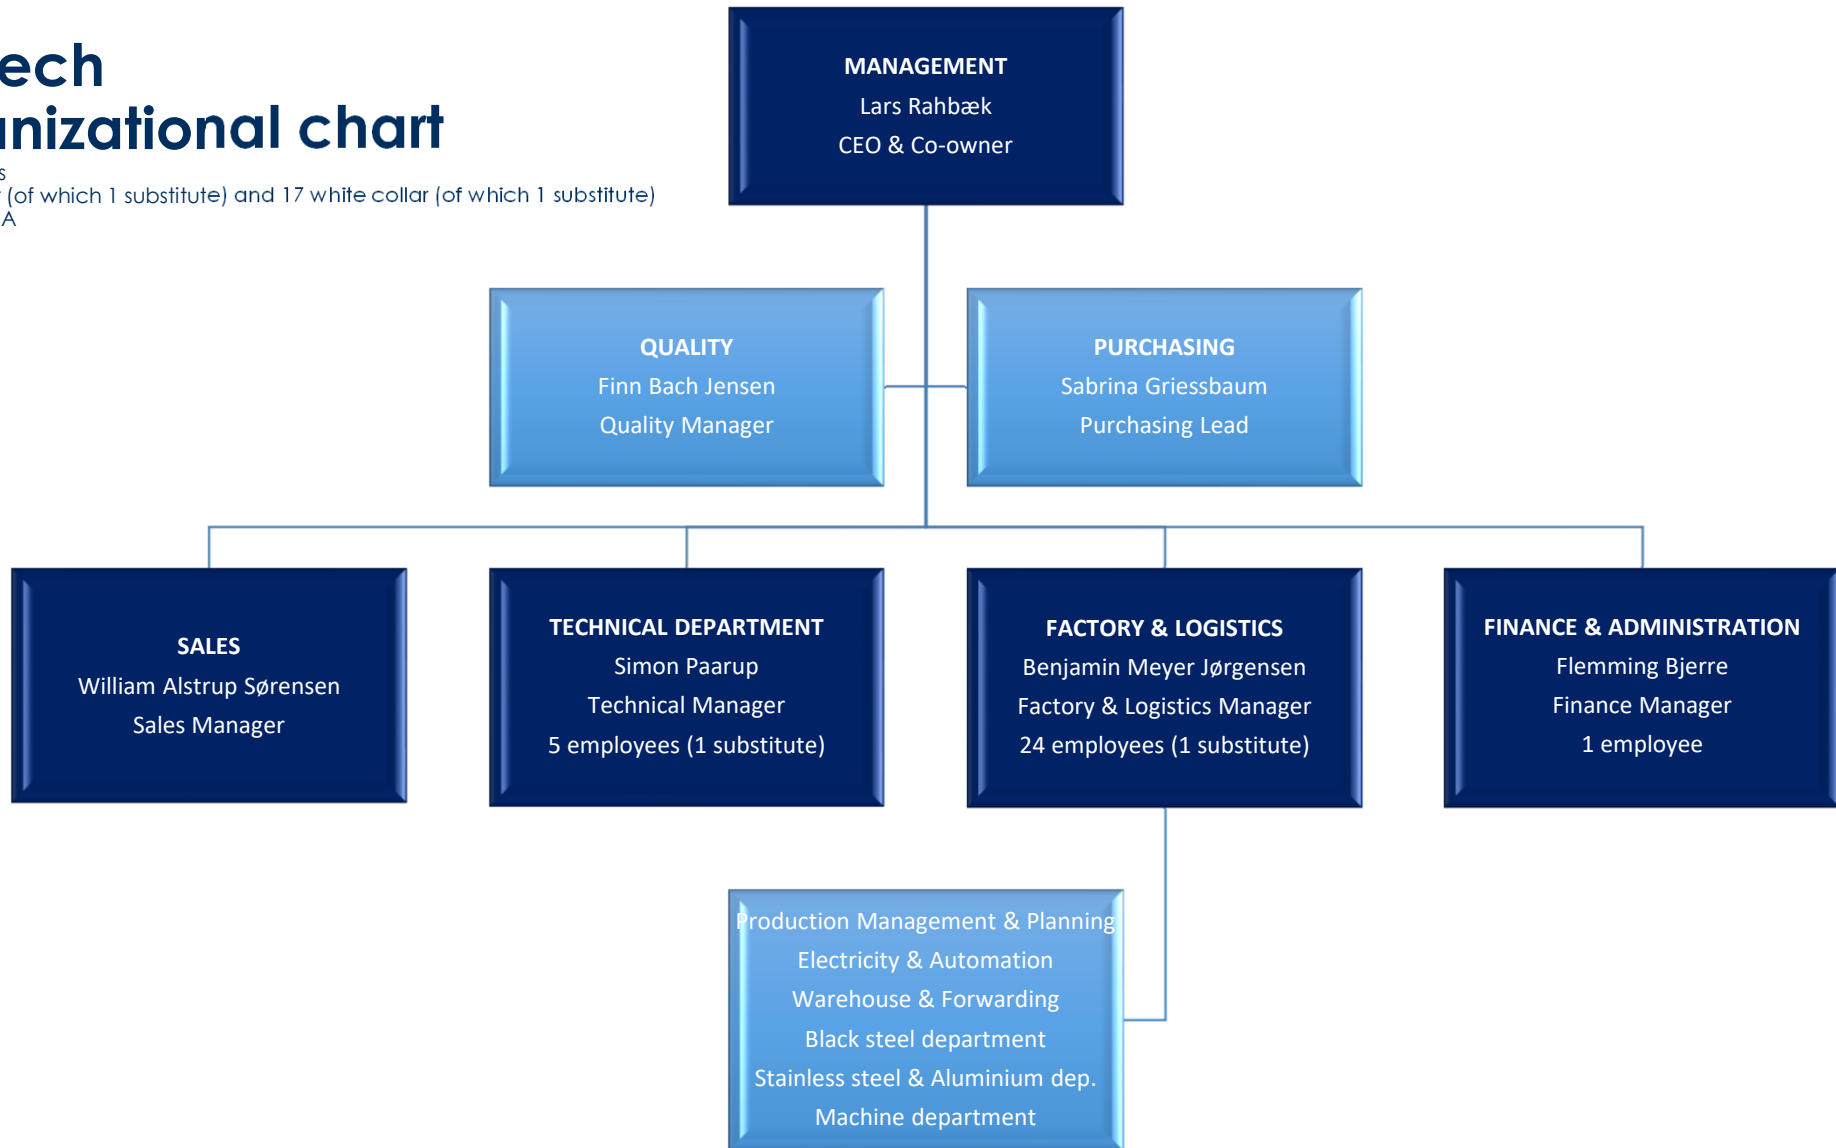 ech
anizational chart
s
(of which 1 substitute) and 17 white collar (of which 1 substitute)
A
MANAGEMENT
Lars Rahbæk
CEO & Co-owner
QUALITY
Finn Bach Jensen
Quality Manager
PURCHASING
Sabrina Griessbaum
Purchasing Lead
SALES
William Alstrup Sørensen
Sales Manager
TECHNICAL DEPARTMENT
Simon Paarup
Technical Manager
5 employees (1 substitute)
FACTORY & LOGISTICS
Benjamin Meyer Jørgensen
Factory & Logistics Manager
24 employees (1 substitute)
FINANCE & ADMINISTRATION
Flemming Bjerre
Finance Manager
1 employee
Production Management & Planning
Electricity & Automation
Warehouse & Forwarding
Black steel department
Stainless steel & Aluminium dep.
Machine department